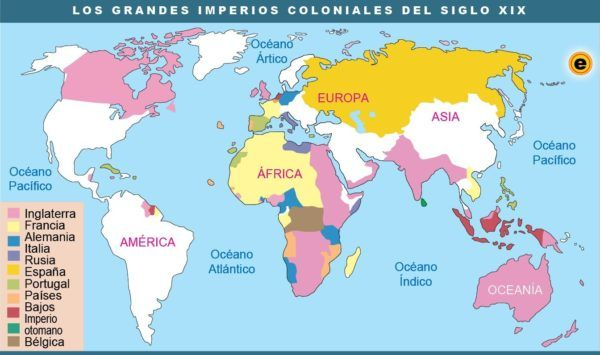 LOS GRANDES IMPERIOS COLONIALES DEL SIGLO XIX
e
Océano
Ártico
EUROPA
ASIA
Océano
Pacífico
Océano
Pacífico
ÁFRICA
AMÉRICA
Océano
Atlántico
Océano
Índico
OCEANÍA
Inglaterra
Francia
Alemania
Italia
Rusia
España
Portugal
Países
Bajos
Imperio
otomano
Bélgica